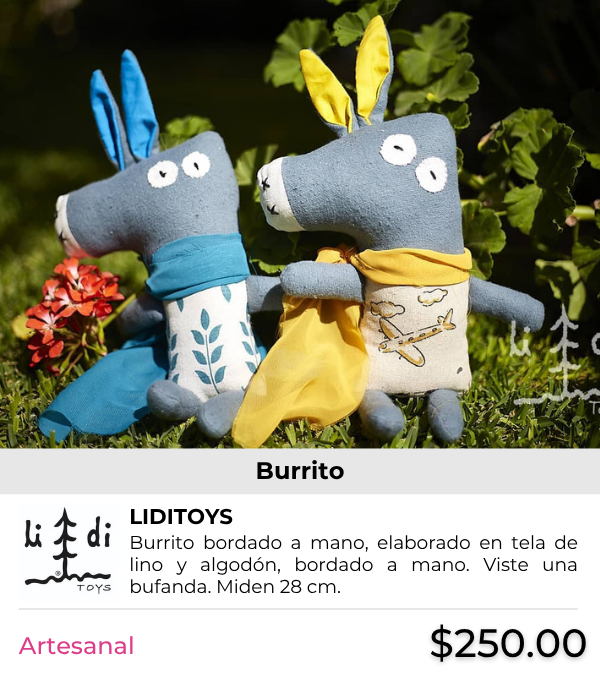 li
Burrito
li di
TOYS
LIDITOYS
Burrito bordado a mano, elaborado en tela de
lino y algodón, bordado a mano. Viste una
bufanda. Miden 28 cm.
Artesanal
$250.00